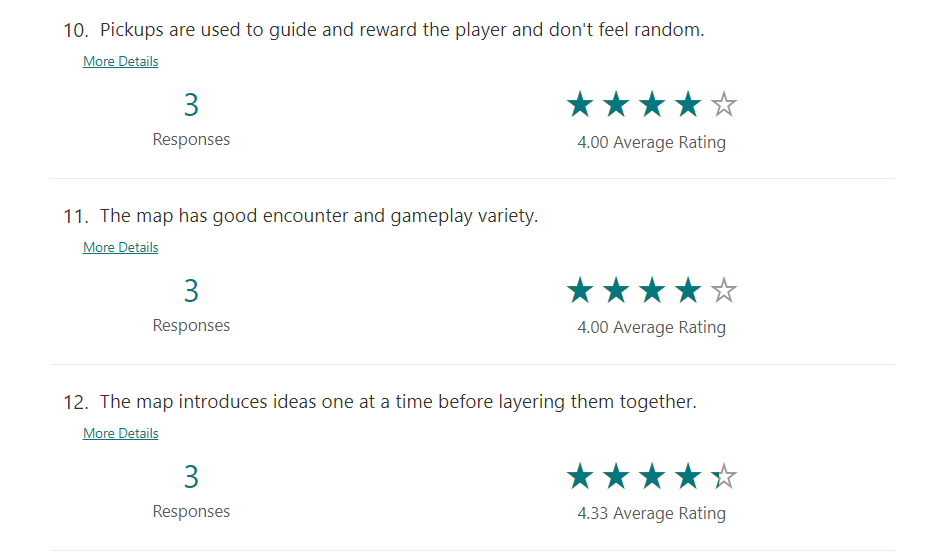 10. Pickups are used to guide and reward the player and don't feel random.
More Details
3
Responses
4.00 Average Rating
11. The map has good encounter and gameplay variety.
More Details
3
Responses
4.00 Average Rating
12. The map introduces ideas one at a time before layering them together.
More Details
3
Responses
4.33 Average Rating